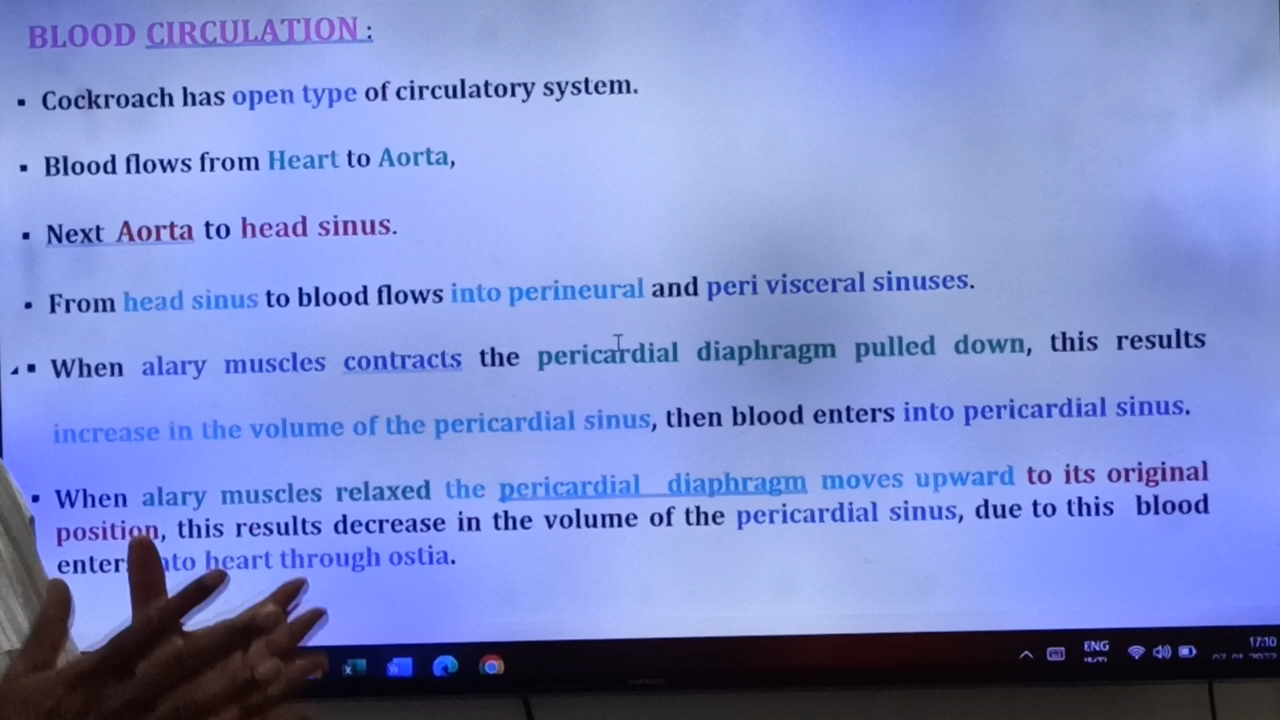 BLOOD CIRCULATION :
▪ Cockroach has open type of circulatory system.
▪ Blood flows from Heart to Aorta,
▪ Next Aorta to head sinus.
▪ From head sinus to blood flows into perineural and peri visceral sinuses.
▪ When alary muscles contracts the pericardial diaphragm pulled down, this results
increase in the volume of the pericardial sinus, then blood enters into pericardial sinus.
▪ When alary muscles relaxed the pericardial diaphragm moves upward to its original
position, this results decrease in the volume of the pericardial sinus, due to this blood
heart through ostia.
ENG
17:10